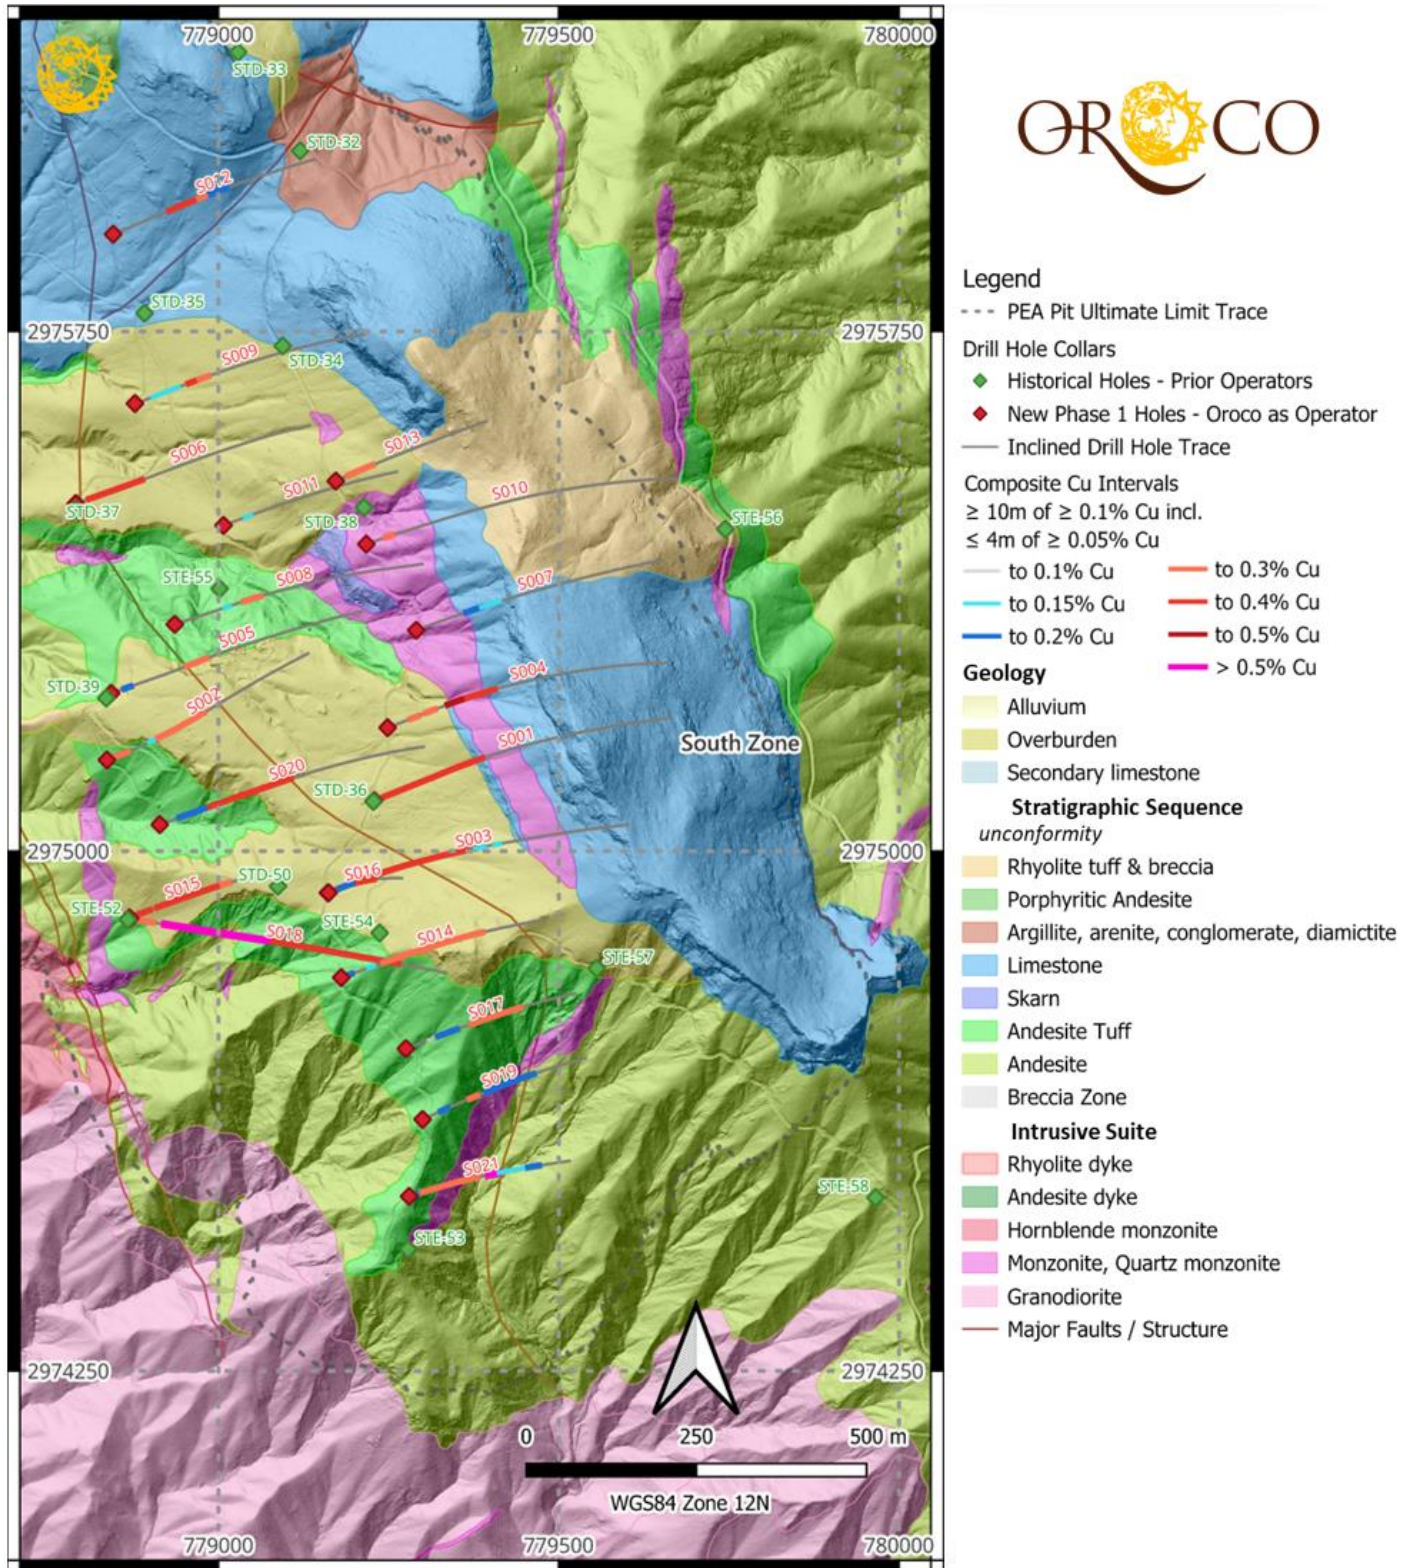 779000
779500
780000
STD-33
STD-32
S012
STD-35
2975750
2975750
STD-34
S009
S006
S013
S011
S010
STD-37
STD-38
STE-56
STE-55
S008
S007
S005
STD-39
S002
S004
S001
South Zone
S020
STD-36
S003
2975000
2975000
S016
STD-50
S015
STE-52
STE-54
S018
S014
STE-57
S017
S019
S021
STE-58
STE-53
2974250
2974250
0
250
500 m
WGS84 Zone 12N
779000
779500
780000
OROCO
Legend
PEA Pit Ultimate Limit Trace
Drill Hole Collars
Historical Holes - Prior Operators
New Phase 1 Holes - Oroco as Operator
Inclined Drill Hole Trace
Composite Cu Intervals
≥ 10m of ≥ 0.1% Cu incl.
≤ 4m of ≥ 0.05% Cu
to 0.1% Cu
to 0.3% Cu
to 0.15% Cu
to 0.4% Cu
to 0.2% Cu
to 0.5% Cu
> 0.5% Cu
Geology
Alluvium
Overburden
Secondary limestone
Stratigraphic Sequence
unconformity
Rhyolite tuff & breccia
Porphyritic Andesite
Argillite, arenite, conglomerate, diamictite
Limestone
Skarn
Andesite Tuff
Andesite
Breccia Zone
Intrusive Suite
Rhyolite dyke
Andesite dyke
Hornblende monzonite
Monzonite, Quartz monzonite
Granodiorite
Major Faults / Structure